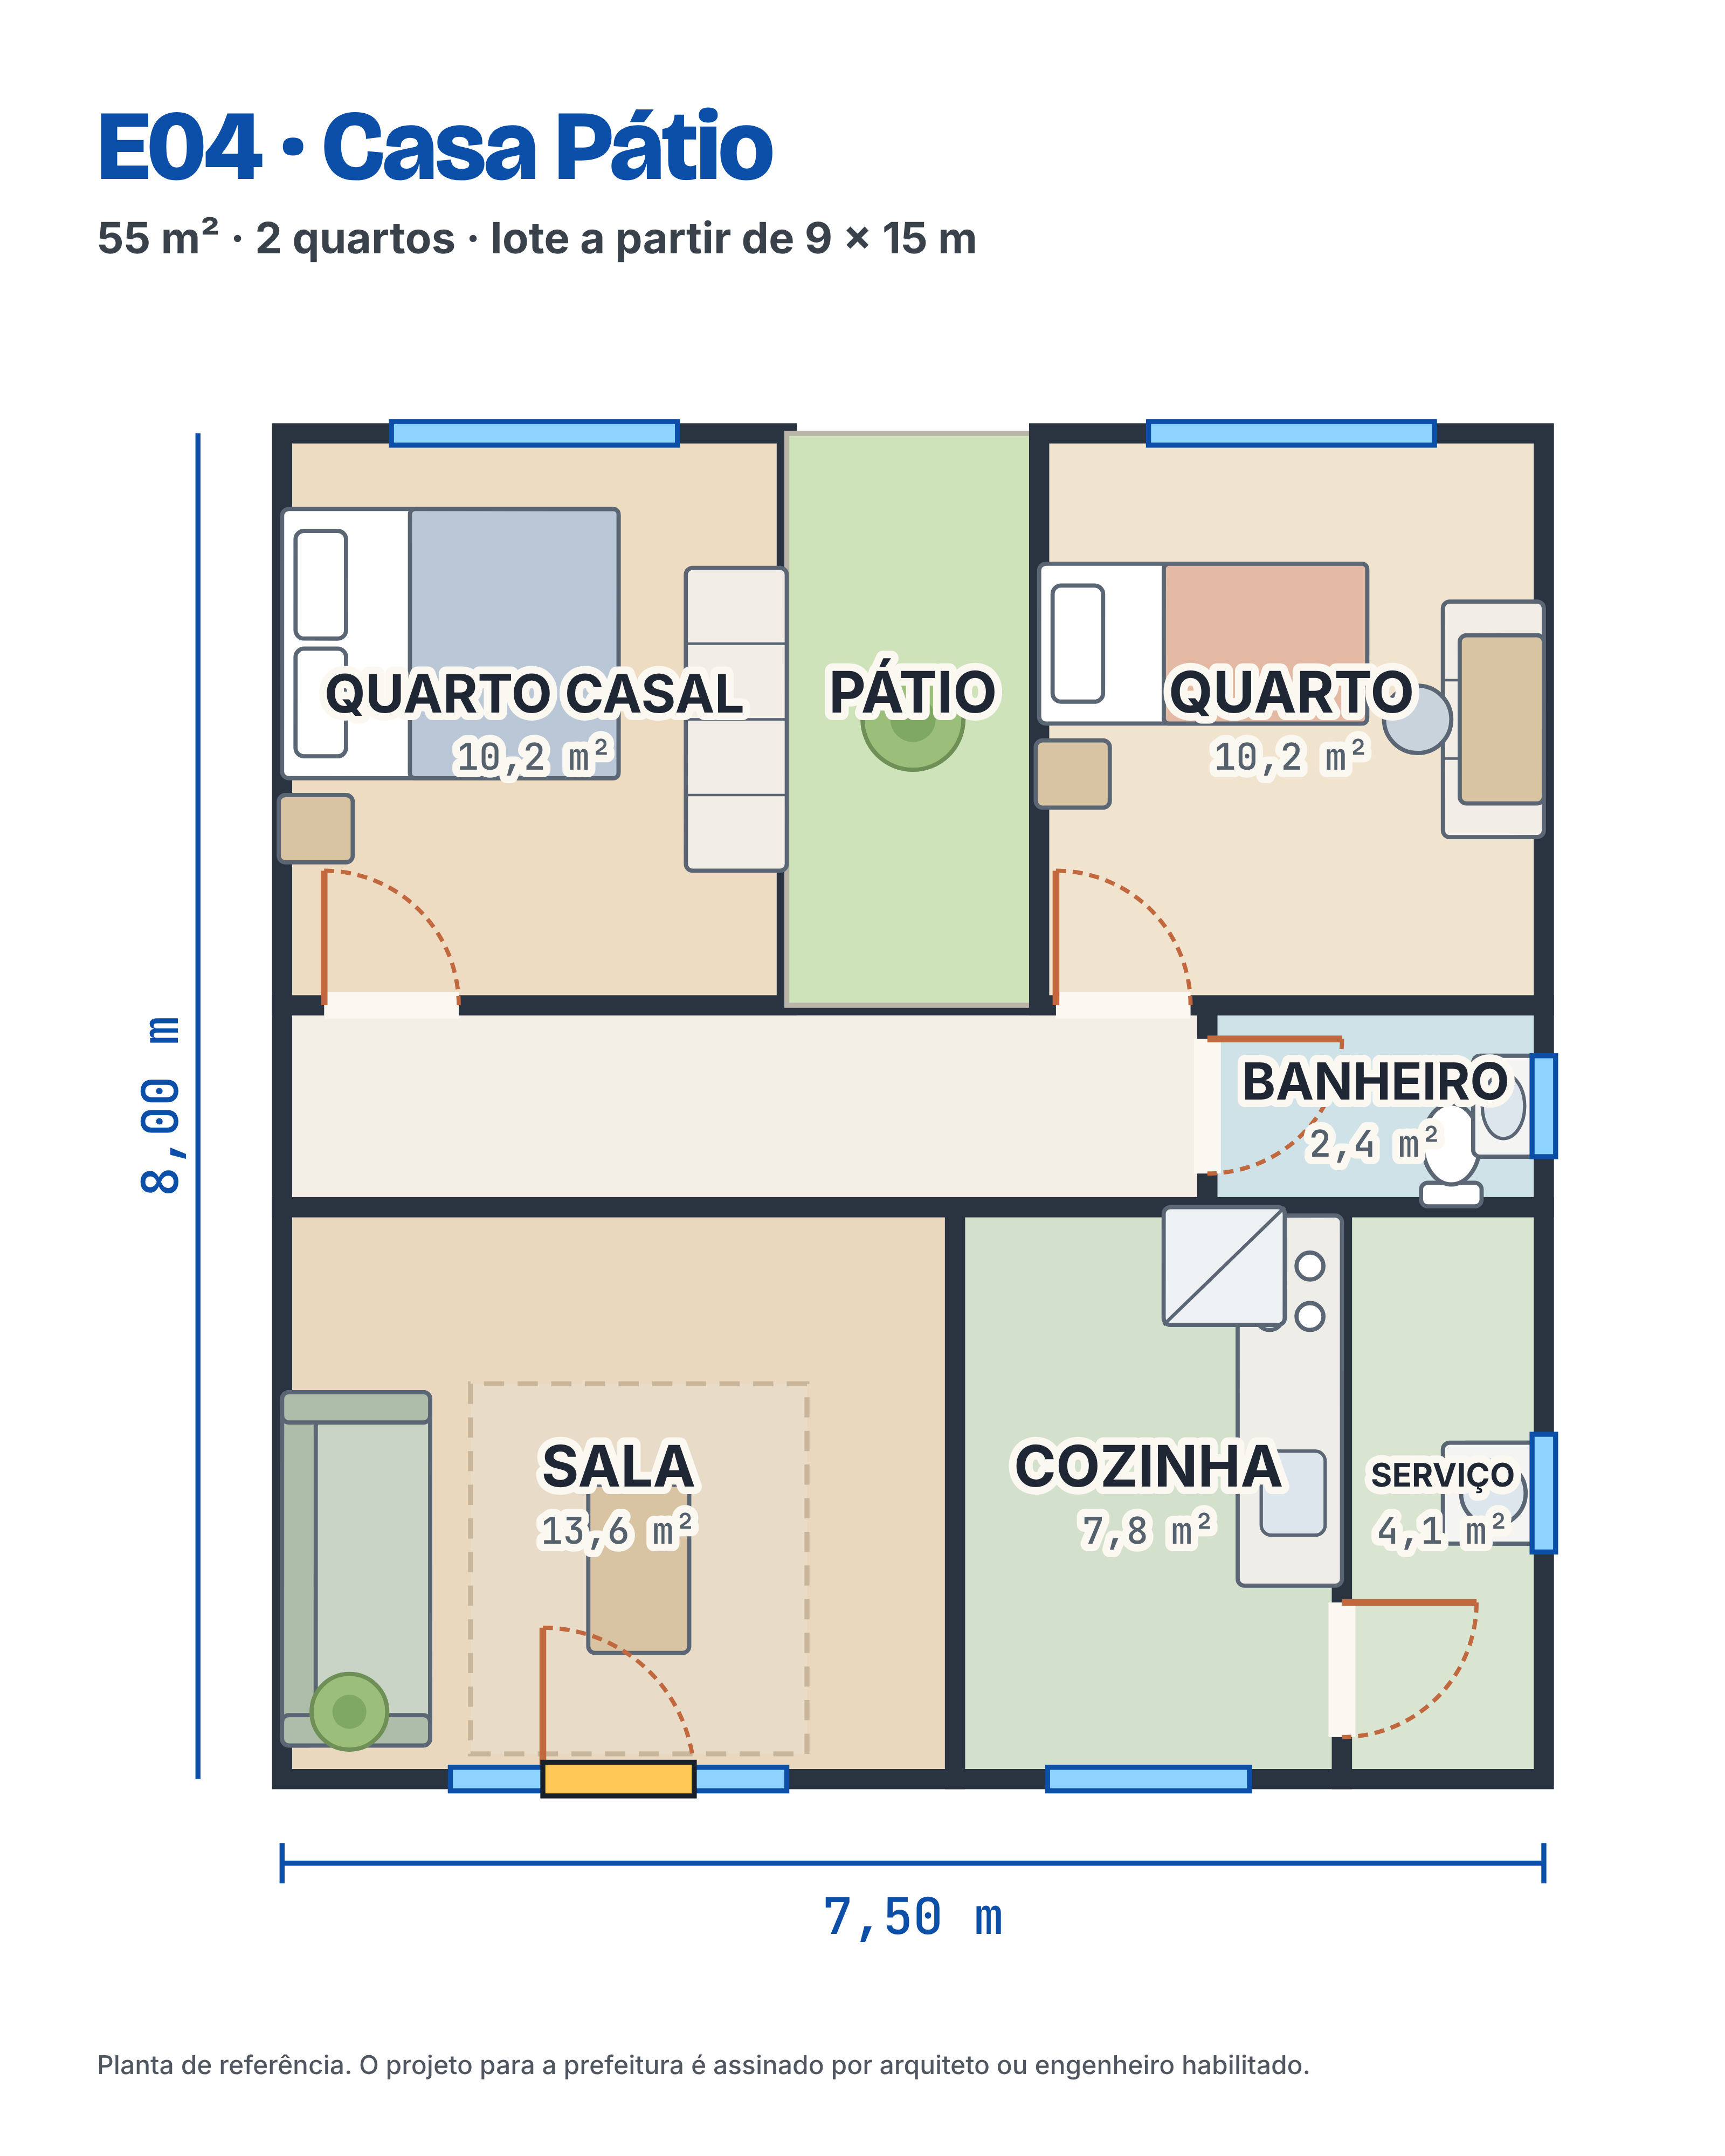 E04 · Casa Pátio
55 m² · 2 quartos · lote a partir de 9 × 15 m
QUARTO CASAL
10,2 m²
PÁTIO
QUARTO
10,2 m²
8,00 m
BANHEIRO
2,4 m²
SALA
13,6 m²
COZINHA
7,8 m²
SERVIÇO
4,1 m²
7,50 m
Planta de referência. O projeto para a prefeitura é assinado por arquiteto ou engenheiro habilitado.